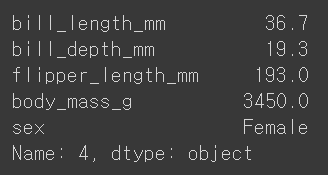 bill_length_mm 36.7
bill_depth_mm 19.3
flipper_length_mm 193.0
body_mass_g 3450.0
sex Female
Name: 4, dtype: object